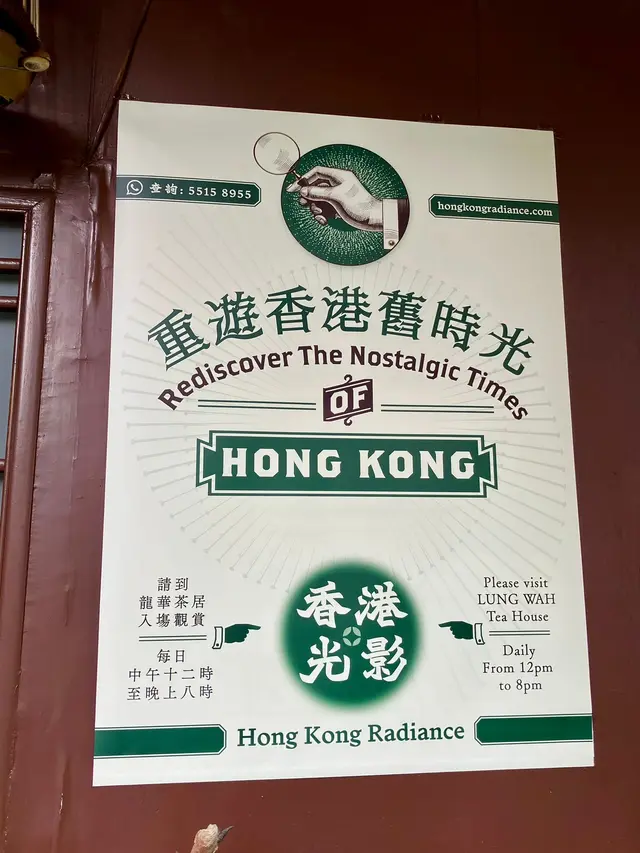 查詢: 5515 8955
hongkongradiance.com
重遊香港舊時光
Rediscover The Nostalgic Times
OF
HONG KONG
請到
龍華茶居
入場觀賞
每日
中午十二時
至晚上八時
香港
光影
Please visit
LUNG WAH
Tea House
Daily
From 12pm
to 8pm
Hong Kong Radiance